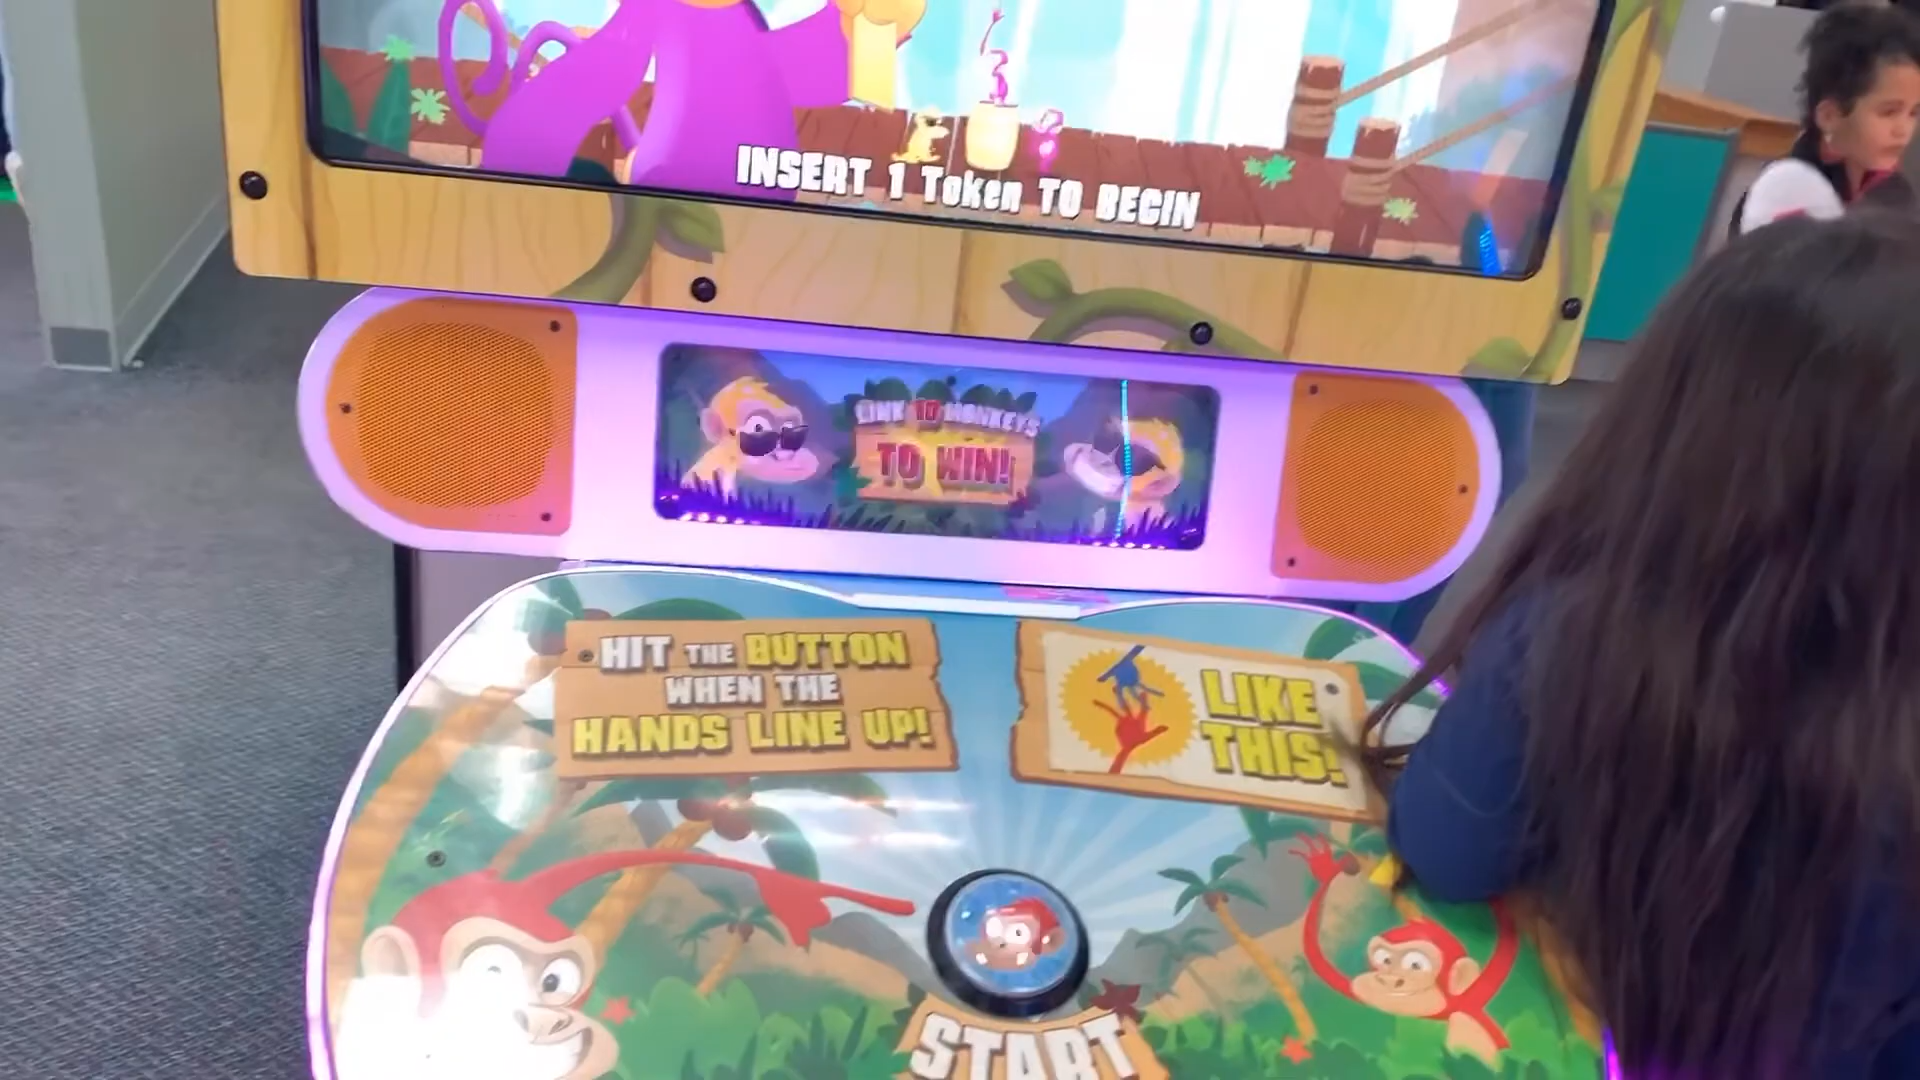 INSERT 1 Token TO BEGIN
LINK 10 MONKEYS
TO WIN!
HIT THE BUTTON
WHEN THE
HANDS LINE UP!
LIKE
THIS!
START